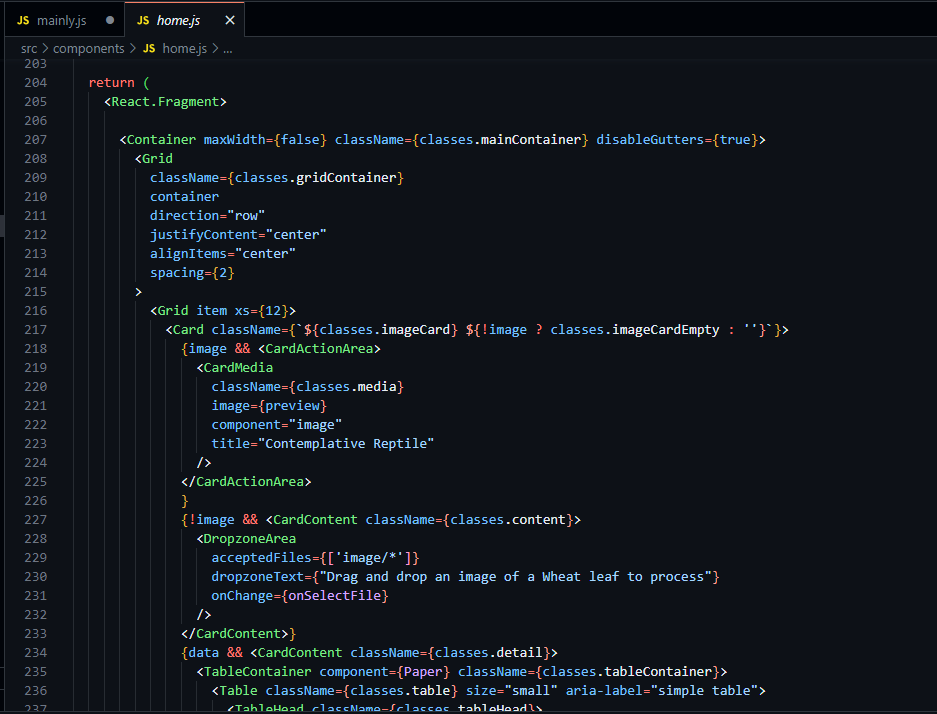 JS mainly.js
JS home.js
src > components > JS home.js > ...
203
204 return (
205 <React.Fragment>
206
207 <Container maxWidth={false} className={classes.mainContainer} disableGutters={true}>
208 <Grid
209 className={classes.gridContainer}
210 container
211 direction="row"
212 justifyContent="center"
213 alignItems="center"
214 spacing={2}
215 >
216 <Grid item xs={12}>
217 <Card className={`${classes.imageCard} ${!image ? classes.imageCardEmpty : ''}`}>
218 {image && <CardActionArea>
219 <CardMedia
220 className={classes.media}
221 image={preview}
222 component="image"
223 title="Contemplative Reptile"
224 />
225 </CardActionArea>
226 }
227 {!image && <CardContent className={classes.content}>
228 <DropzoneArea
229 acceptedFiles={['image/*']}
230 dropzoneText={"Drag and drop an image of a Wheat leaf to process"}
231 onChange={onSelectFile}
232 />
233 </CardContent>}
234 {data && <CardContent className={classes.detail}>
235 <TableContainer component={Paper} className={classes.tableContainer}>
236 <Table className={classes.table} size="small" aria-label="simple table">
237 <TableHead className={classes.tableHead}>